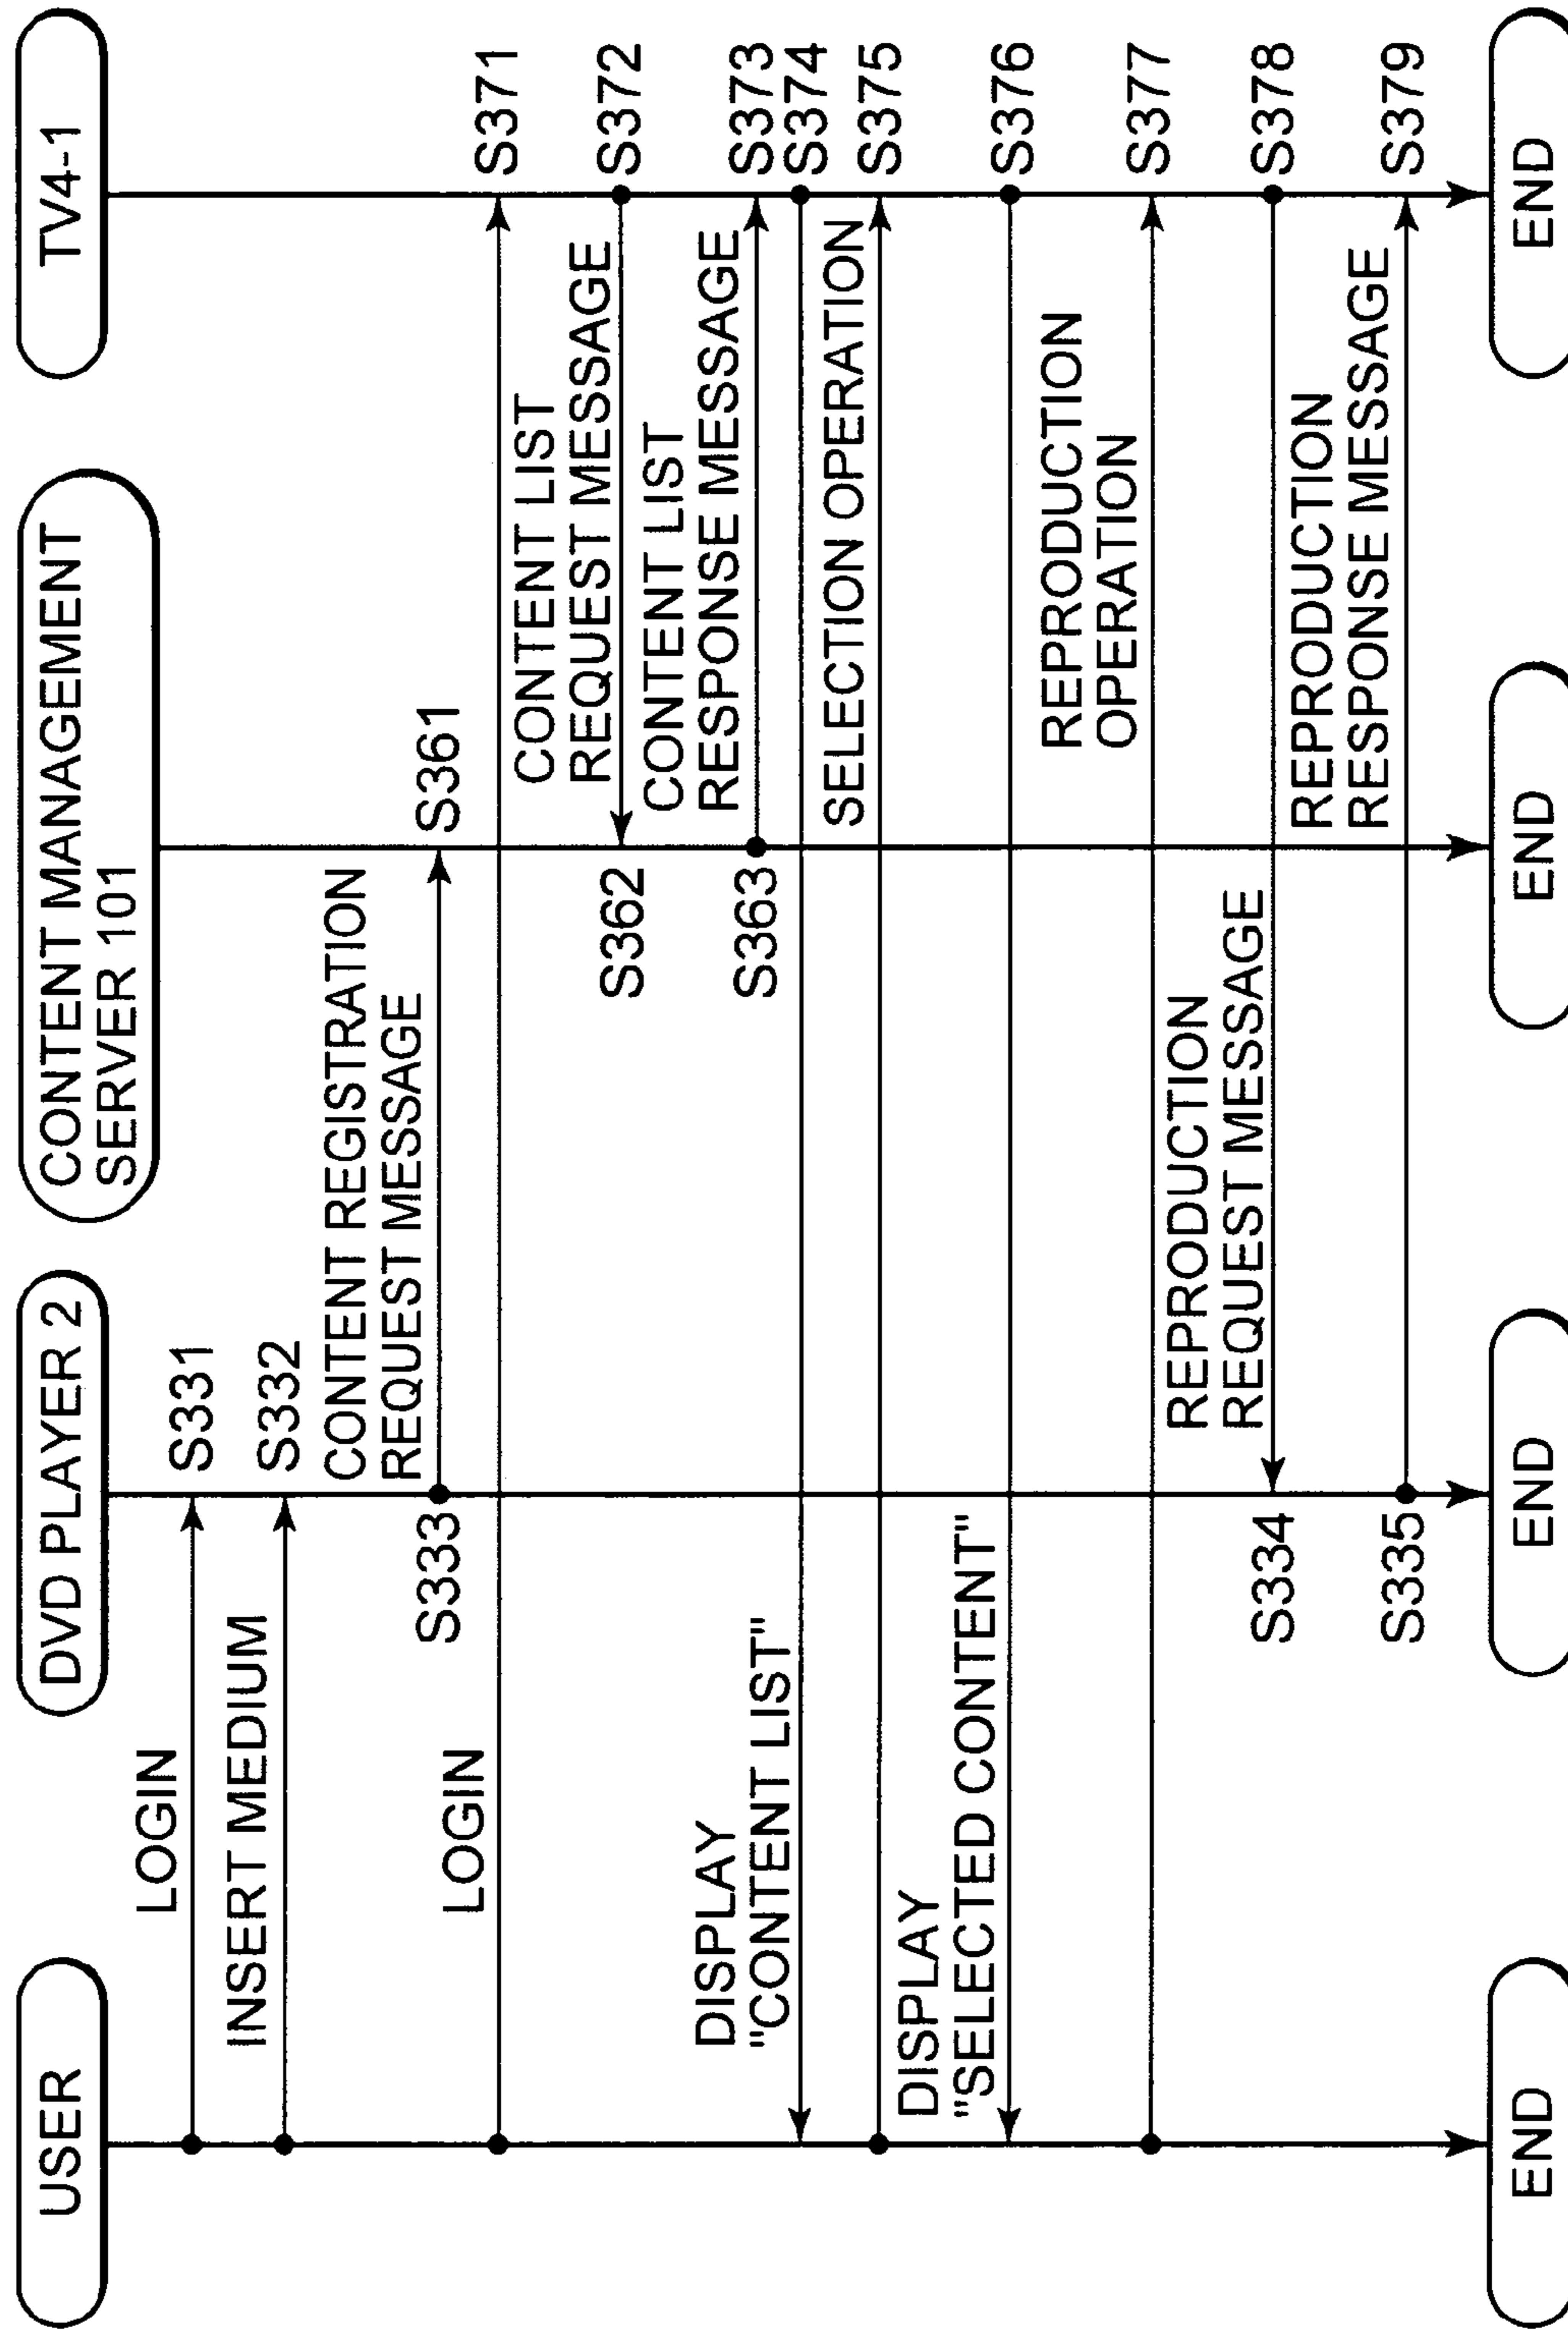 USER
DVD PLAYER 2
CONTENT MANAGEMENT
SERVER 101
TV4-1
LOGIN
S331
INSERT MEDIUM
S332
CONTENT REGISTRATION
REQUEST MESSAGE
S333
S361
LOGIN
S371
CONTENT LIST
REQUEST MESSAGE
S362
S372
CONTENT LIST
RESPONSE MESSAGE
S363
S373
DISPLAY
"CONTENT LIST"
S374
SELECTION OPERATION
S375
DISPLAY
"SELECTED CONTENT"
S376
REPRODUCTION
OPERATION
S377
REPRODUCTION
REQUEST MESSAGE
S334
S378
REPRODUCTION
RESPONSE MESSAGE
S335
S379
END
END
END
END